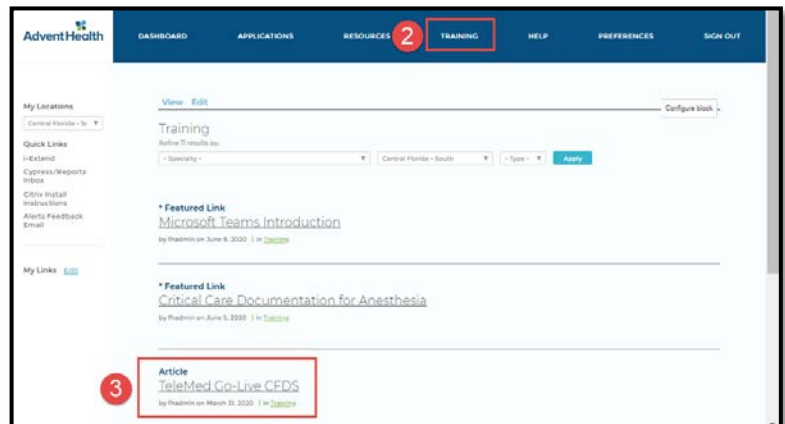 AdventHealth
DASHBOARD APPLICATIONS RESOURCES 2 TRAINING HELP PREFERENCES SIGN OUT
My Locations
Central Florida - So
Quick Links
i-Extend
Cypress/Reports
Inbox
Citrix Install
Instructions
Alerts Feedback
Email
My Links Edit
View Edit
Configure block
Training
Refine 11 results by:
- Specialty - Central Florida - South - Type - Apply
* Featured Link
Microsoft Teams Introduction
by lhadmin on June 9, 2020 | in Training
* Featured Link
Critical Care Documentation for Anesthesia
by lhadmin on June 5, 2020 | in Training
3
Article
TeleMed Go-Live CFDS
by lhadmin on March 31, 2020 | in Training